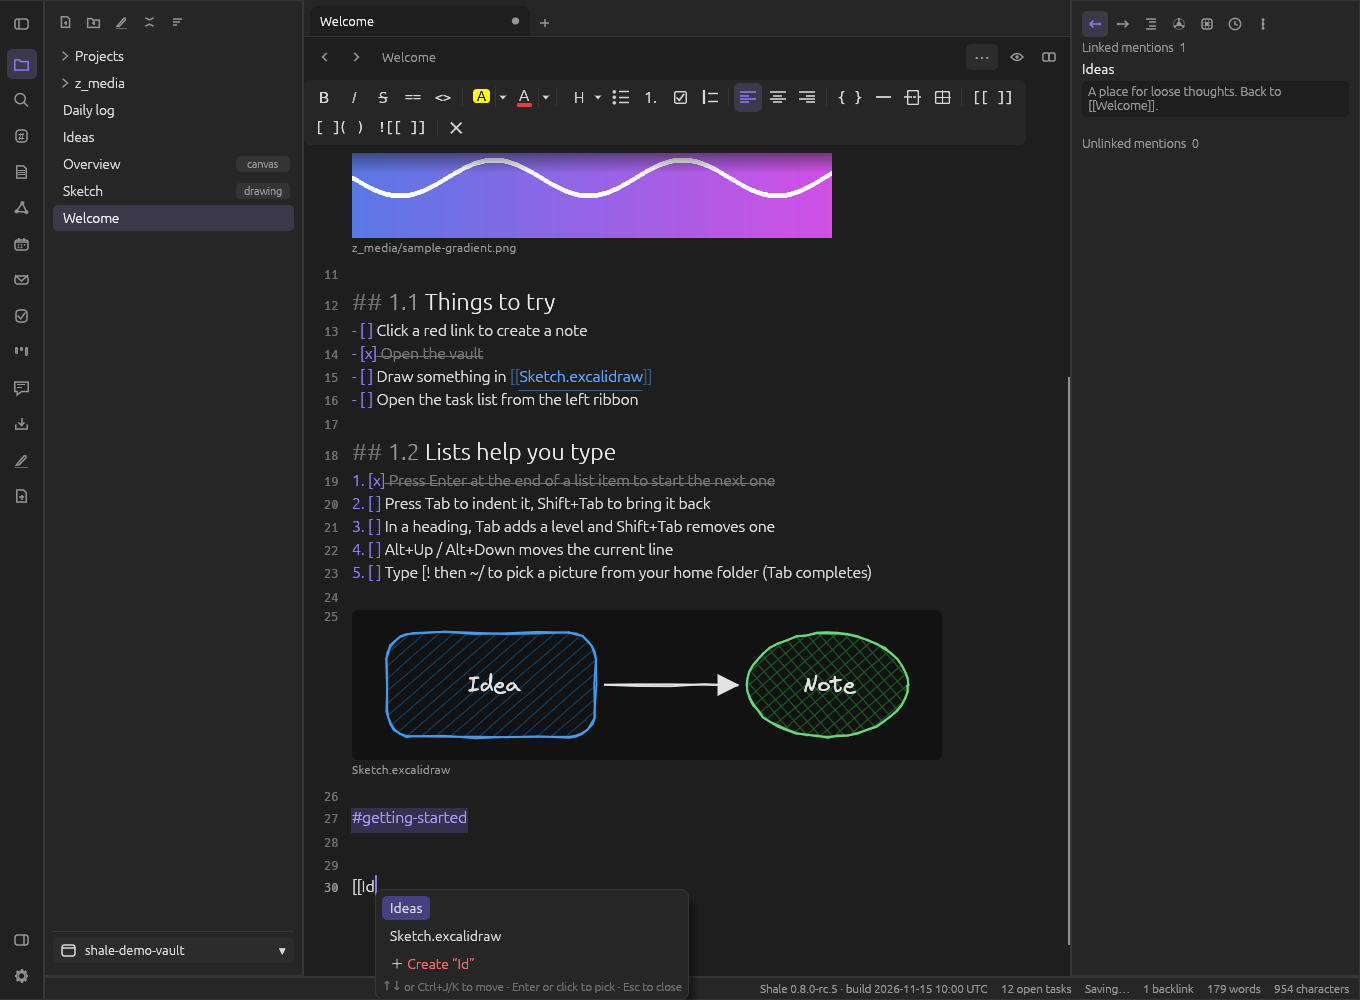 Projects
z_media
Daily log
Ideas
Overview canvas
Sketch drawing
Welcome
shale-demo-vault
Welcome
Welcome
B I S == <> A A H 1. { } [[ ]]
[ ]( ) ![[ ]]
z_media/sample-gradient.png
11
12 ## 1.1 Things to try
13 - [ ] Click a red link to create a note
14 - [x] Open the vault
15 - [ ] Draw something in [[Sketch.excalidraw]]
16 - [ ] Open the task list from the left ribbon
17
18 ## 1.2 Lists help you type
19 1. [x] Press Enter at the end of a list item to start the next one
20 2. [ ] Press Tab to indent it, Shift+Tab to bring it back
21 3. [ ] In a heading, Tab adds a level and Shift+Tab removes one
22 4. [ ] Alt+Up / Alt+Down moves the current line
23 5. [ ] Type [! then ~/ to pick a picture from your home folder (Tab completes)
24
25
Idea Note
Sketch.excalidraw
26
27 #getting-started
28
29
30 [[Id
Ideas
Sketch.excalidraw
+ Create “Id”
↑↓ or Ctrl+J/K to move · Enter or click to pick · Esc to close
Linked mentions 1
Ideas
A place for loose thoughts. Back to
[[Welcome]].
Unlinked mentions 0
Shale 0.8.0-rc.5 · build 2026-11-15 10:00 UTC 12 open tasks Saving… 1 backlink 179 words 954 characters